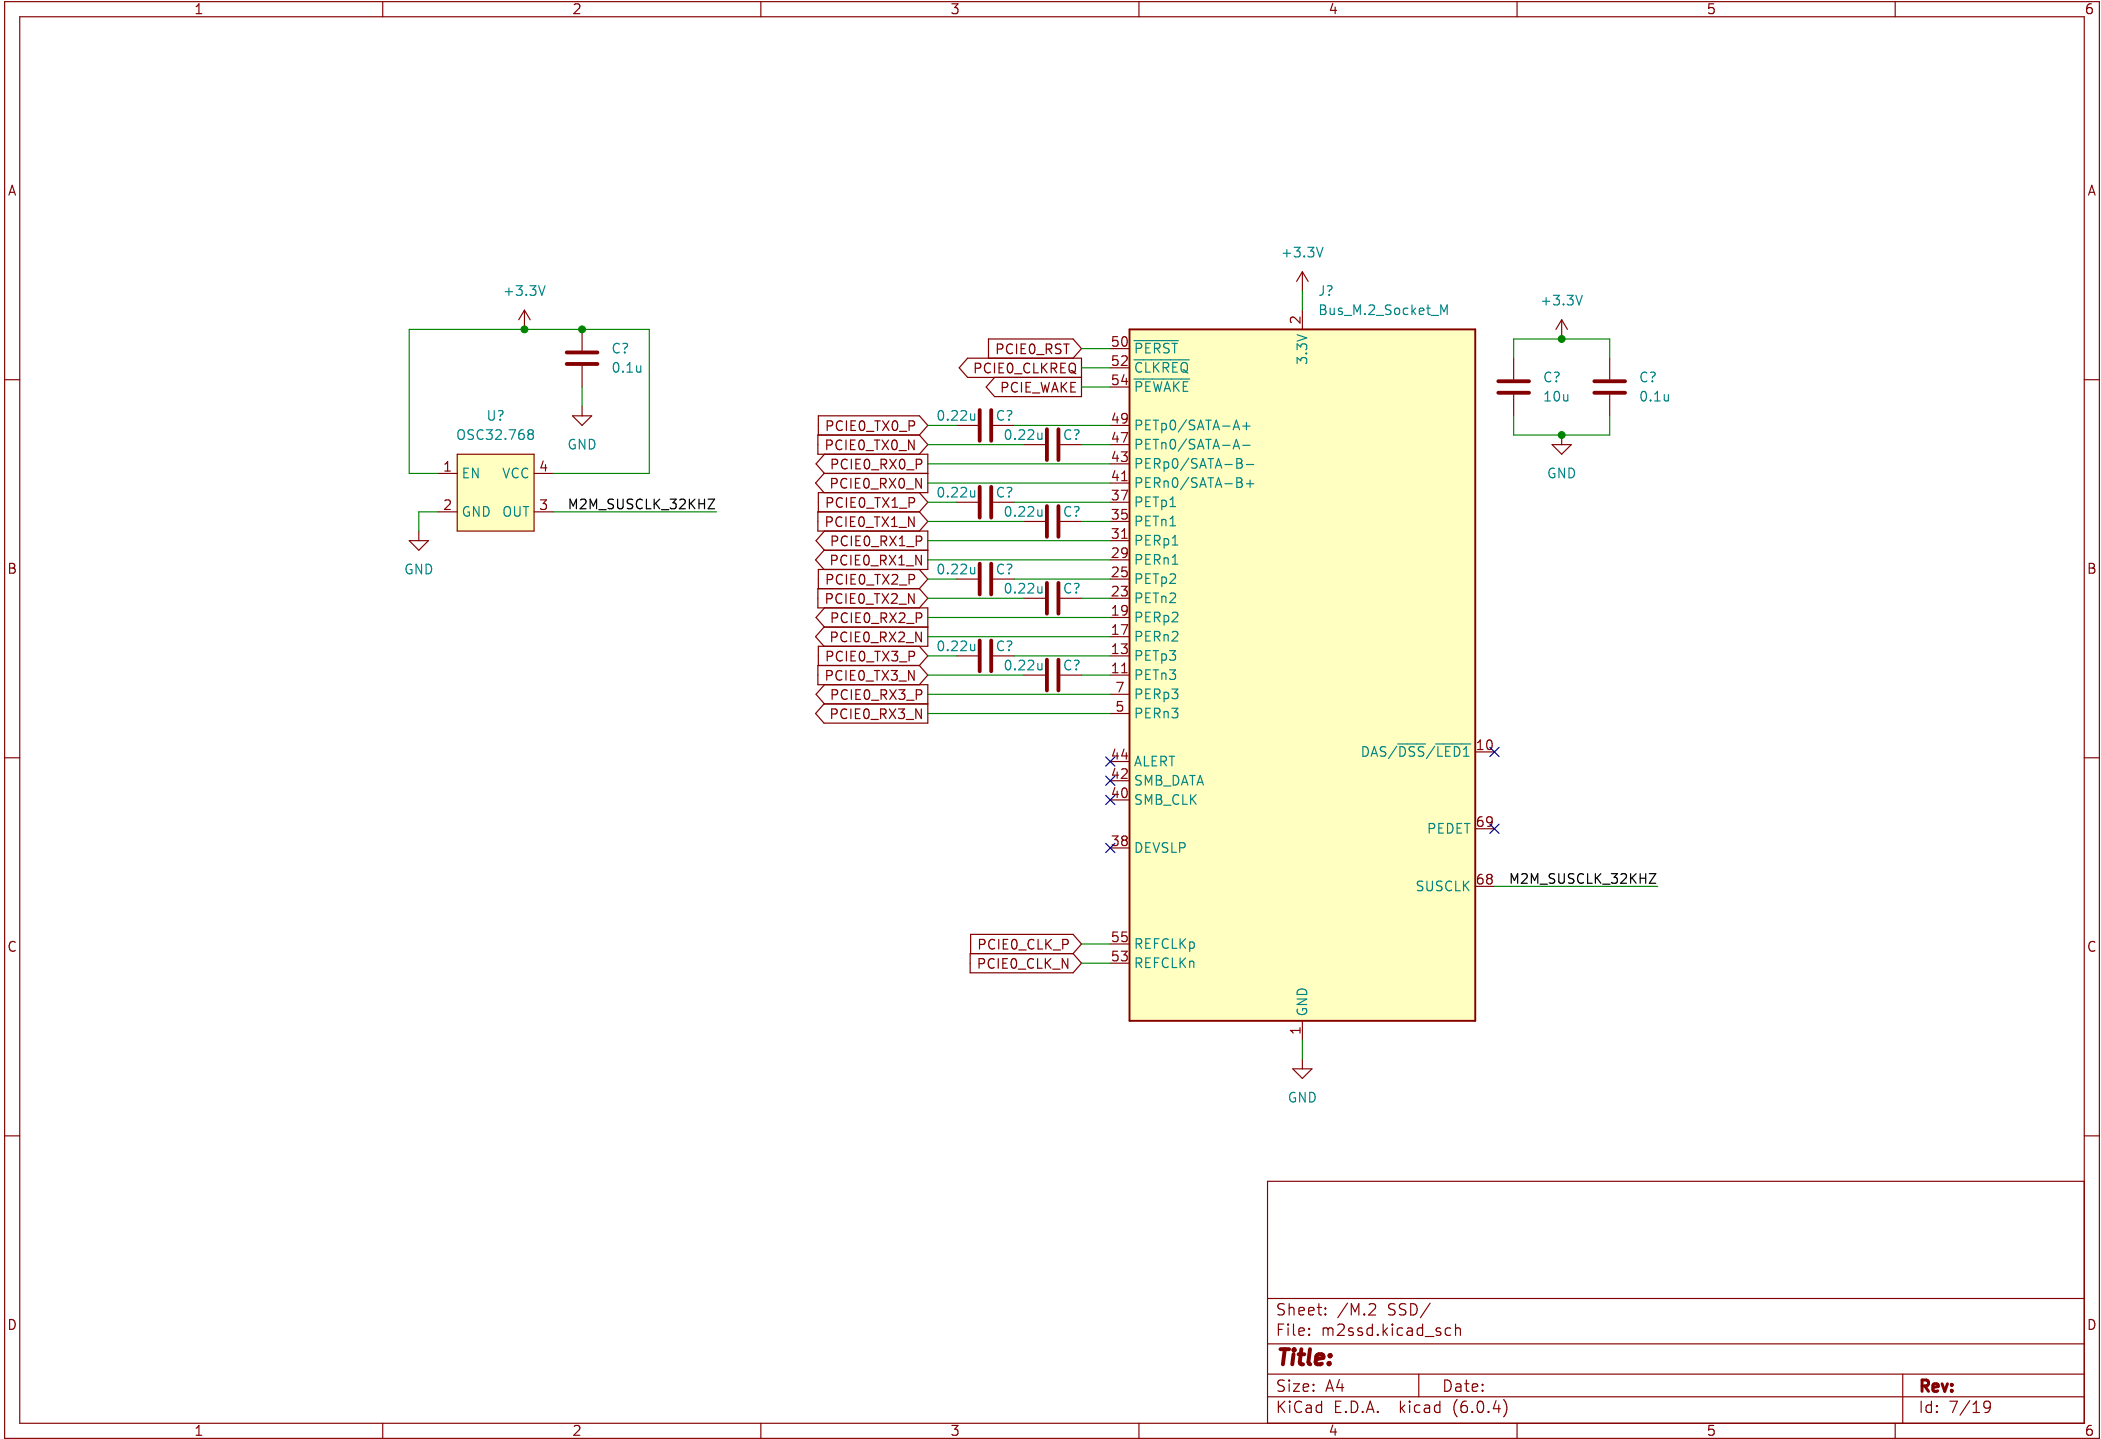 1 2 3 4 5 6
A A
B B
C C
D D
+3.3V
C?
0.1u
GND
U?
OSC32.768
1 EN VCC 4
2 GND OUT 3
M2M_SUSCLK_32KHZ
GND
+3.3V
J?
Bus_M.2_Socket_M
2
3.3V
PCIE0_RST 50 PERST
PCIE0_CLKREQ 52 CLKREQ
PCIE_WAKE 54 PEWAKE
PCIE0_TX0_P 0.22u C? 49 PETp0/SATA-A+
PCIE0_TX0_N 0.22u C? 47 PETn0/SATA-A-
PCIE0_RX0_P 43 PERp0/SATA-B-
PCIE0_RX0_N 41 PERn0/SATA-B+
PCIE0_TX1_P 0.22u C? 37 PETp1
PCIE0_TX1_N 0.22u C? 35 PETn1
PCIE0_RX1_P 31 PERp1
PCIE0_RX1_N 29 PERn1
PCIE0_TX2_P 0.22u C? 25 PETp2
PCIE0_TX2_N 0.22u C? 23 PETn2
PCIE0_RX2_P 19 PERp2
PCIE0_RX2_N 17 PERn2
PCIE0_TX3_P 0.22u C? 13 PETp3
PCIE0_TX3_N 0.22u C? 11 PETn3
PCIE0_RX3_P 7 PERp3
PCIE0_RX3_N 5 PERn3
44 ALERT
42 SMB_DATA
40 SMB_CLK
38 DEVSLP
PCIE0_CLK_P 55 REFCLKp
PCIE0_CLK_N 53 REFCLKn
DAS/DSS/LED1 10
PEDET 69
SUSCLK 68 M2M_SUSCLK_32KHZ
GND
1
GND
+3.3V
C? C?
10u 0.1u
GND
Sheet: /M.2 SSD/
File: m2ssd.kicad_sch
Title:
Size: A4 Date: Rev:
KiCad E.D.A. kicad (6.0.4) Id: 7/19
1 2 3 4 5 6